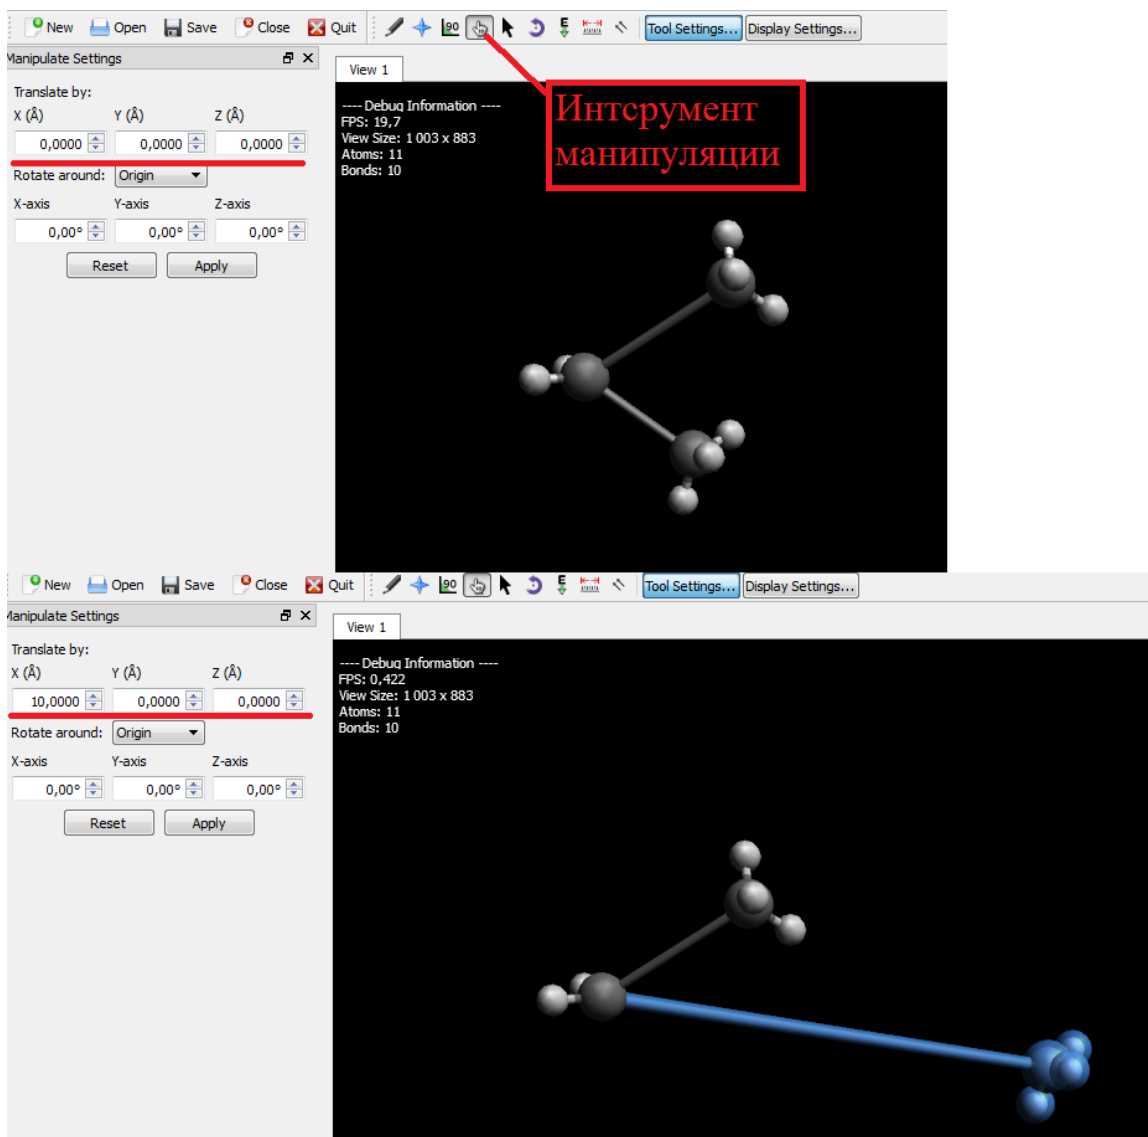 New Open Save Close Quit 90 E Tool Settings... Display Settings...
Manipulate Settings
View 1
Translate by:
X (Å) Y (Å) Z (Å)
0,0000 0,0000 0,0000
Rotate around: Origin
X-axis Y-axis Z-axis
0,00° 0,00° 0,00°
Reset Apply
---- Debug Information ----
FPS: 19,7
View Size: 1 003 x 883
Atoms: 11
Bonds: 10
Интсрумент
манипуляции
New Open Save Close Quit 90 E Tool Settings... Display Settings...
Manipulate Settings
View 1
Translate by:
X (Å) Y (Å) Z (Å)
10,0000 0,0000 0,0000
Rotate around: Origin
X-axis Y-axis Z-axis
0,00° 0,00° 0,00°
Reset Apply
---- Debug Information ----
FPS: 0,422
View Size: 1 003 x 883
Atoms: 11
Bonds: 10